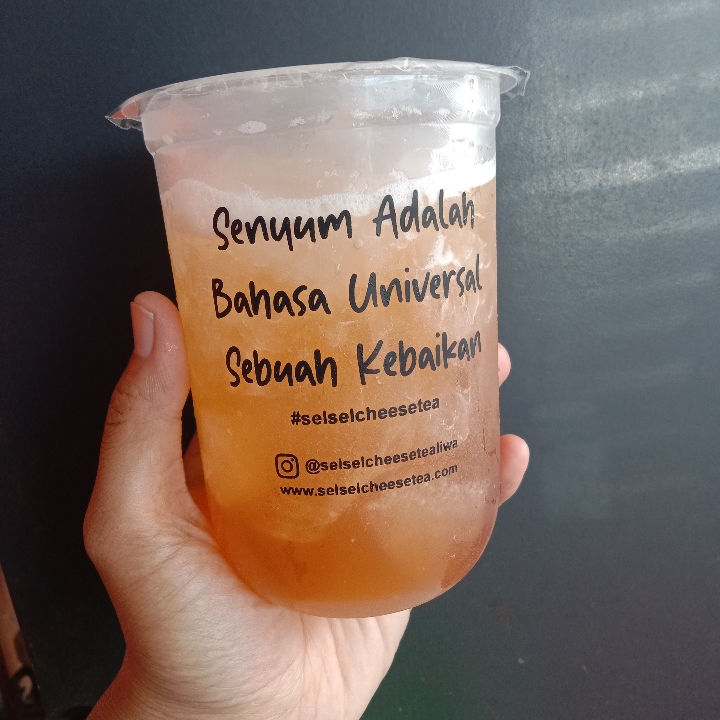 Senyum Adalah
Bahasa Universal
Sebuah Kebaikan
#selselcheesetea
@selselcheesetealiwa
www.selselcheesetea.com